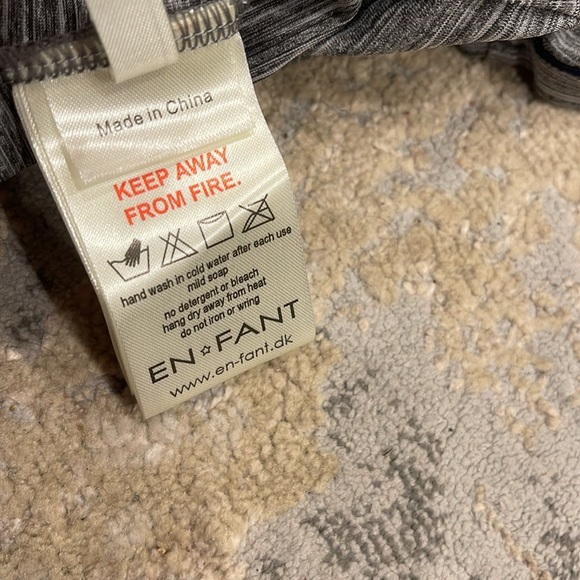 Made in China
KEEP AWAY
FROM FIRE.
hand wash in cold water after each use
mild soap
no detergent or bleach
hang dry away from heat
do not iron or wring
EN☆FANT
www.en-fant.dk